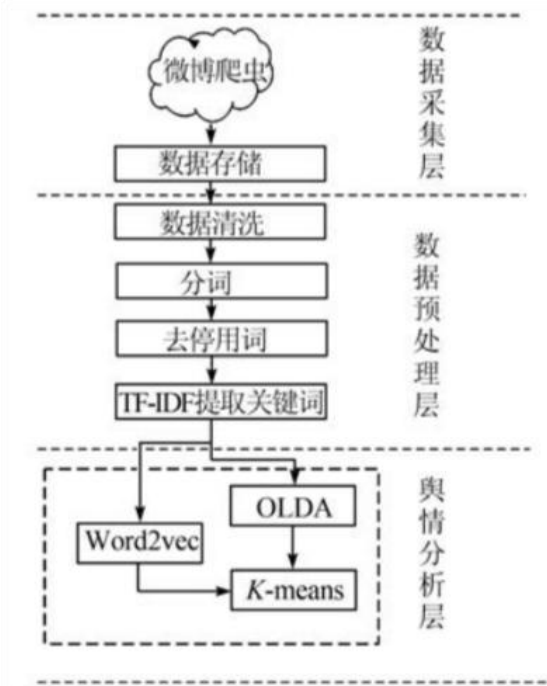 微博爬虫
数据存储
数据采集层
数据清洗
分词
去停用词
TF-IDF提取关键词
数据预处理层
OLDA
Word2vec
K-means
舆情分析层